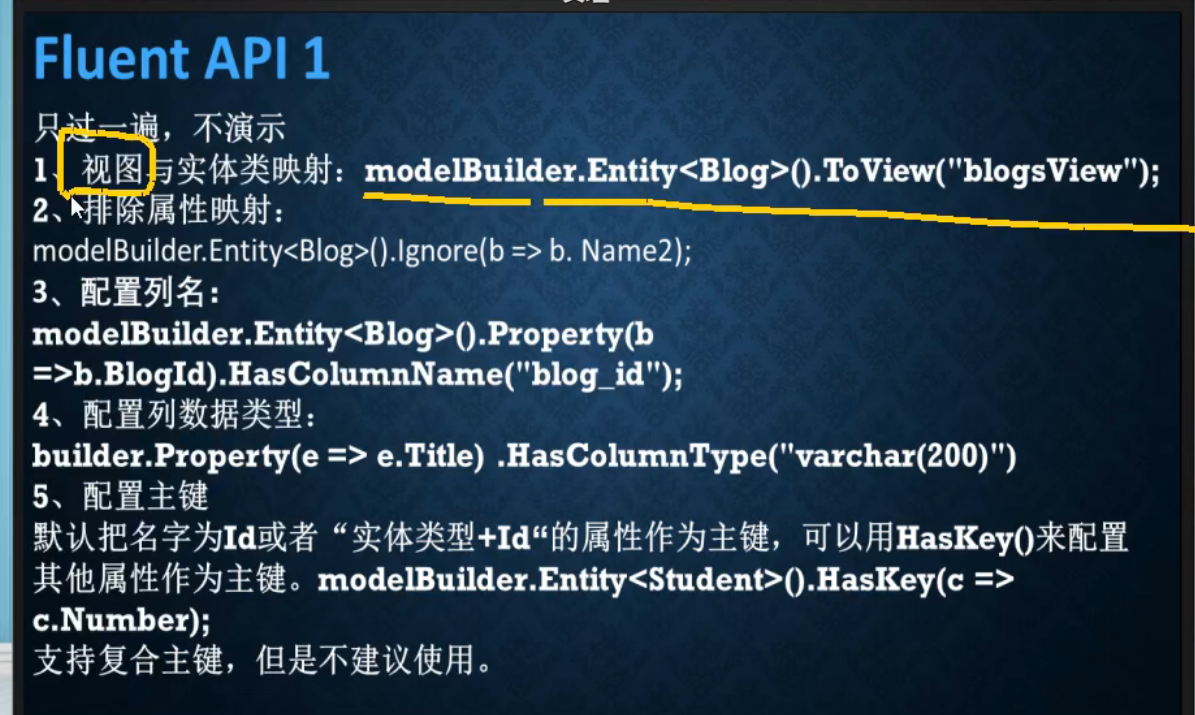 Fluent API 1
只过一遍，不演示
1、视图与实体类映射：modelBuilder.Entity<Blog>().ToView("blogsView");
2、排除属性映射：
modelBuilder.Entity<Blog>().Ignore(b => b. Name2);
3、配置列名：
modelBuilder.Entity<Blog>().Property(b
=>b.BlogId).HasColumnName("blog_id");
4、配置列数据类型：
builder.Property(e => e.Title) .HasColumnType("varchar(200)")
5、配置主键
默认把名字为Id或者“实体类型+Id“的属性作为主键，可以用HasKey()来配置
其他属性作为主键。modelBuilder.Entity<Student>().HasKey(c =>
c.Number);
支持复合主键，但是不建议使用。